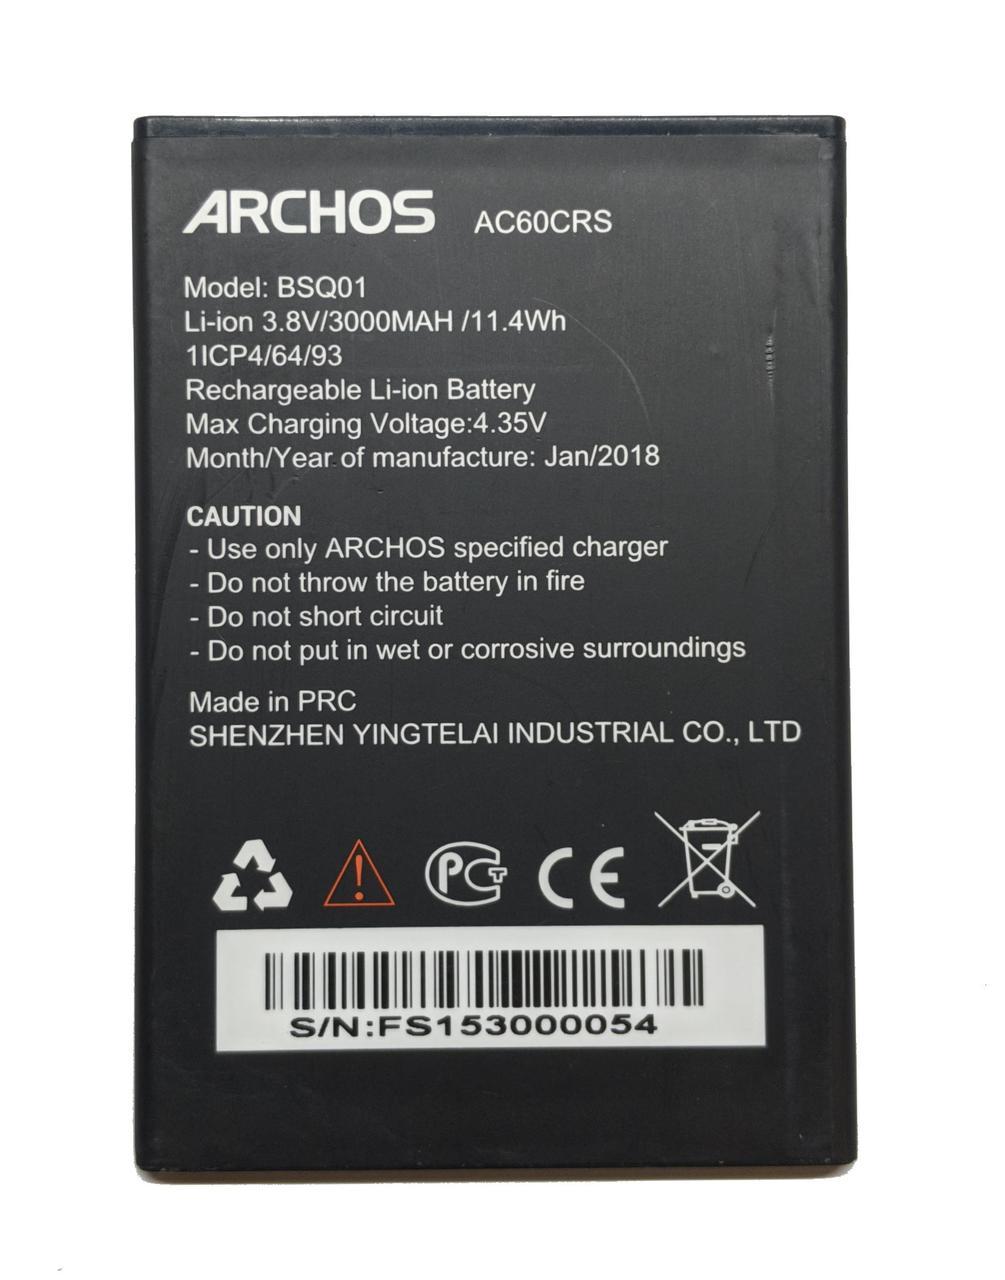 ARCHOS AC60CRS
Model: BSQ01
Li-ion 3.8V/3000MAH /11.4Wh
1ICP4/64/93
Rechargeable Li-ion Battery
Max Charging Voltage:4.35V
Month/Year of manufacture: Jan/2018
CAUTION
- Use only ARCHOS specified charger
- Do not throw the battery in fire
- Do not short circuit
- Do not put in wet or corrosive surroundings
Made in PRC
SHENZHEN YINGTELAI INDUSTRIAL CO., LTD
PCT CE
S/N:FS153000054